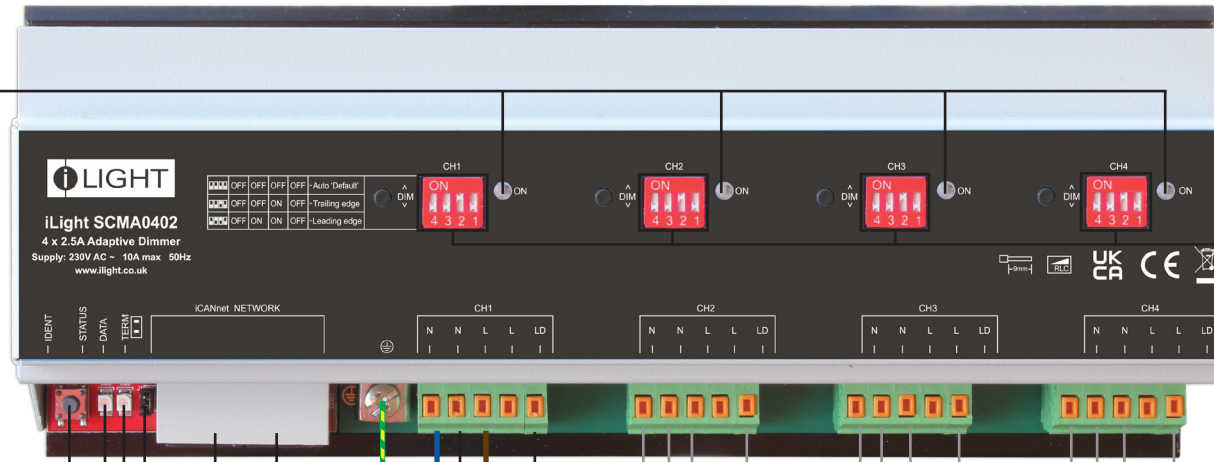 CH1
CH2
CH3
CH4
iLIGHT
OFF OFF OFF OFF -Auto 'Default'
OFF OFF ON OFF -Trailing edge
OFF ON ON OFF -Leading edge
^ DIM v
ON
4 3 2 1
ON
^ DIM v
ON
4 3 2 1
ON
^ DIM v
ON
4 3 2 1
ON
^ DIM v
ON
4 3 2 1
ON
iLight SCMA0402
4 x 2.5A Adaptive Dimmer
Supply: 230V AC ~ 10A max 50Hz
www.ilight.co.uk
9mm
RLC
UK
CA
CE
IDENT
STATUS
DATA
TERM
iCANnet NETWORK
CH1
N N L L LD
CH2
N N L L LD
CH3
N N L L LD
CH4
N N L L LD